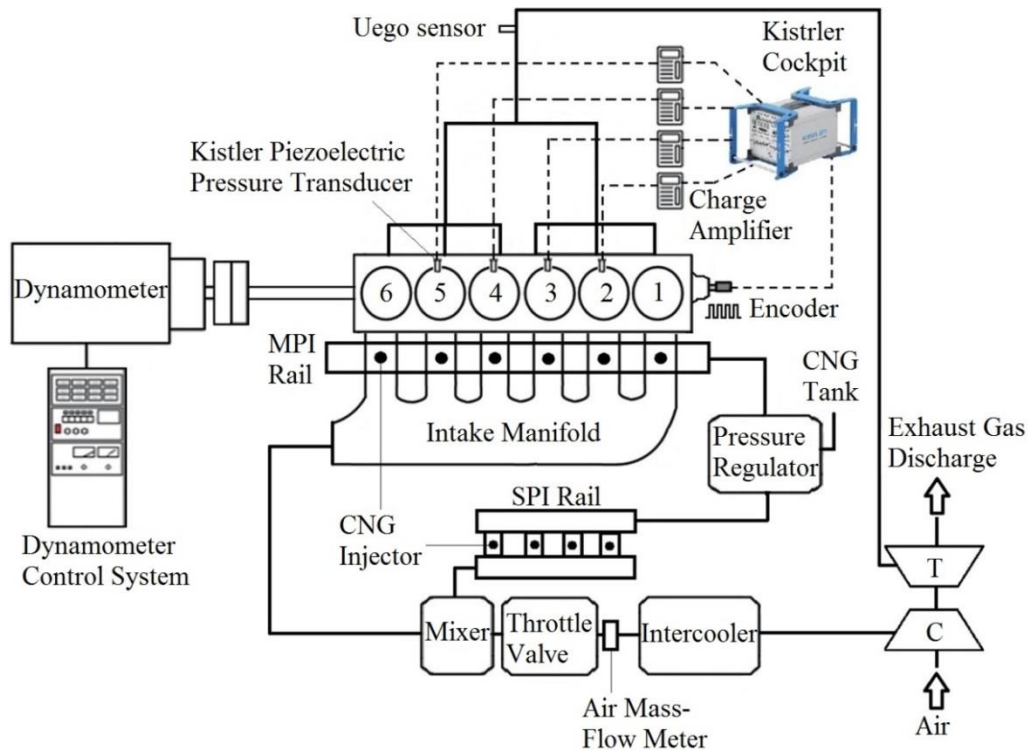 Uego sensor
Kistrler
Cockpit
Kistler Piezoelectric
Pressure Transducer
Charge
Amplifier
Dynamometer
6 5 4 3 2 1
Encoder
MPI
Rail
CNG
Tank
Intake Manifold
Pressure
Regulator
Exhaust Gas
Discharge
SPI Rail
CNG
Injector
Dynamometer
Control System
T
Mixer
Throttle
Valve
Intercooler
C
Air Mass-
Flow Meter
Air